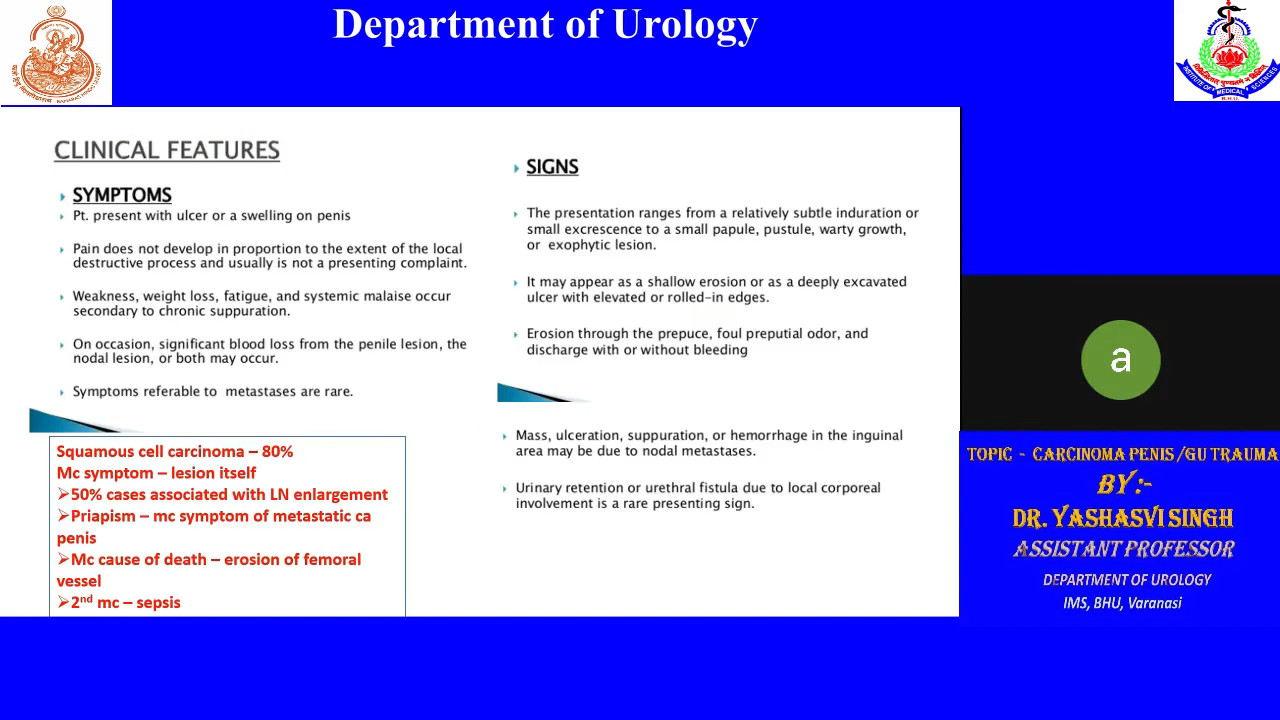 Department of Urology
CLINICAL FEATURES
SYMPTOMS
Pt. present with ulcer or a swelling on penis
Pain does not develop in proportion to the extent of the local
destructive process and usually is not a presenting complaint.
Weakness, weight loss, fatigue, and systemic malaise occur
secondary to chronic suppuration.
On occasion, significant blood loss from the penile lesion, the
nodal lesion, or both may occur.
Symptoms referable to metastases are rare.
Squamous cell carcinoma – 80%
Mc symptom – lesion itself
➢50% cases associated with LN enlargement
➢Priapism – mc symptom of metastatic ca
penis
➢Mc cause of death – erosion of femoral
vessel
➢2nd mc – sepsis
SIGNS
The presentation ranges from a relatively subtle induration or
small excrescence to a small papule, pustule, warty growth,
or exophytic lesion.
It may appear as a shallow erosion or as a deeply excavated
ulcer with elevated or rolled-in edges.
Erosion through the prepuce, foul preputial odor, and
discharge with or without bleeding
Mass, ulceration, suppuration, or hemorrhage in the inguinal
area may be due to nodal metastases.
Urinary retention or urethral fistula due to local corporeal
involvement is a rare presenting sign.
a
TOPIC - CARCINOMA PENIS /GU TRAUMA
BY:-
DR. YASHASVI SINGH
ASSISTANT PROFESSOR
DEPARTMENT OF UROLOGY
IMS, BHU, Varanasi
INSTITUTE OF MEDICAL SCIENCES
B.H.U.